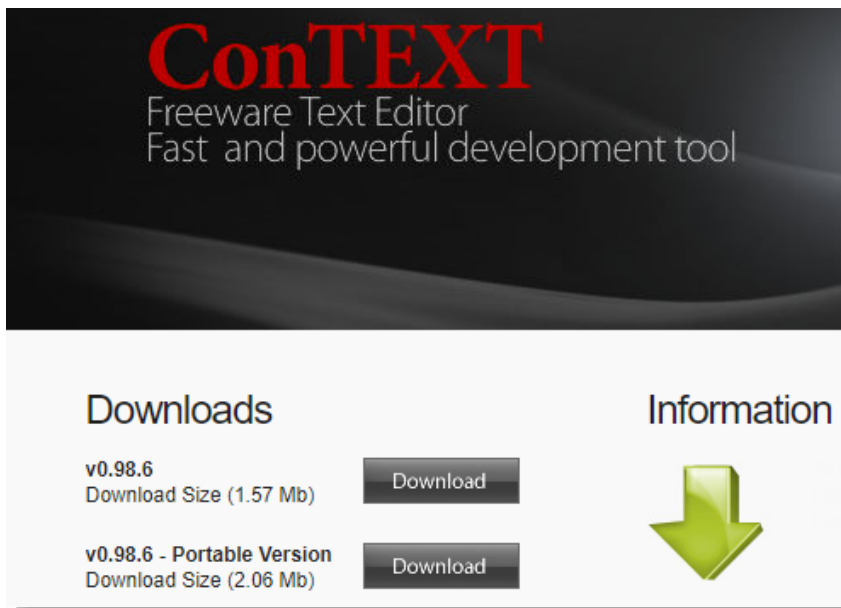 ConTEXT
Freeware Text Editor
Fast and powerful development tool
Downloads
v0.98.6
Download Size (1.57 Mb)
Download
v0.98.6 - Portable Version
Download Size (2.06 Mb)
Download
Information